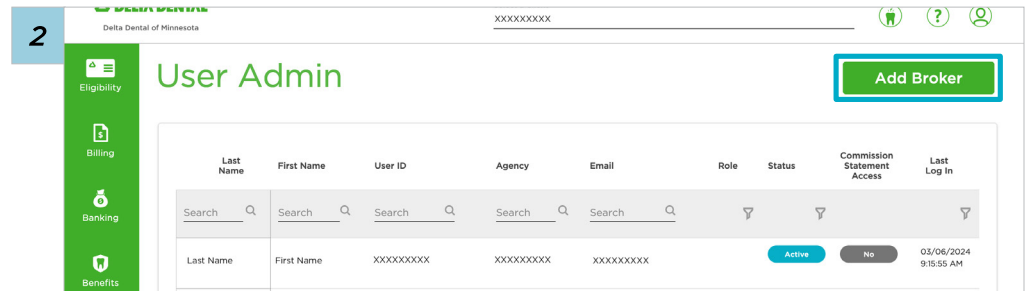 2
DELTA DENTAL
Delta Dental of Minnesota
XXXXXXXXX
?
Eligibility
User Admin
Add Broker
$
Billing
Last Name
First Name
User ID
Agency
Email
Role
Status
Commission Statement Access
Last Log In
$
Banking
Search
Search
Search
Search
Search
Last Name
First Name
XXXXXXXXX
XXXXXXXXX
XXXXXXXXX
Active
No
03/06/2024
9:15:55 AM
Benefits